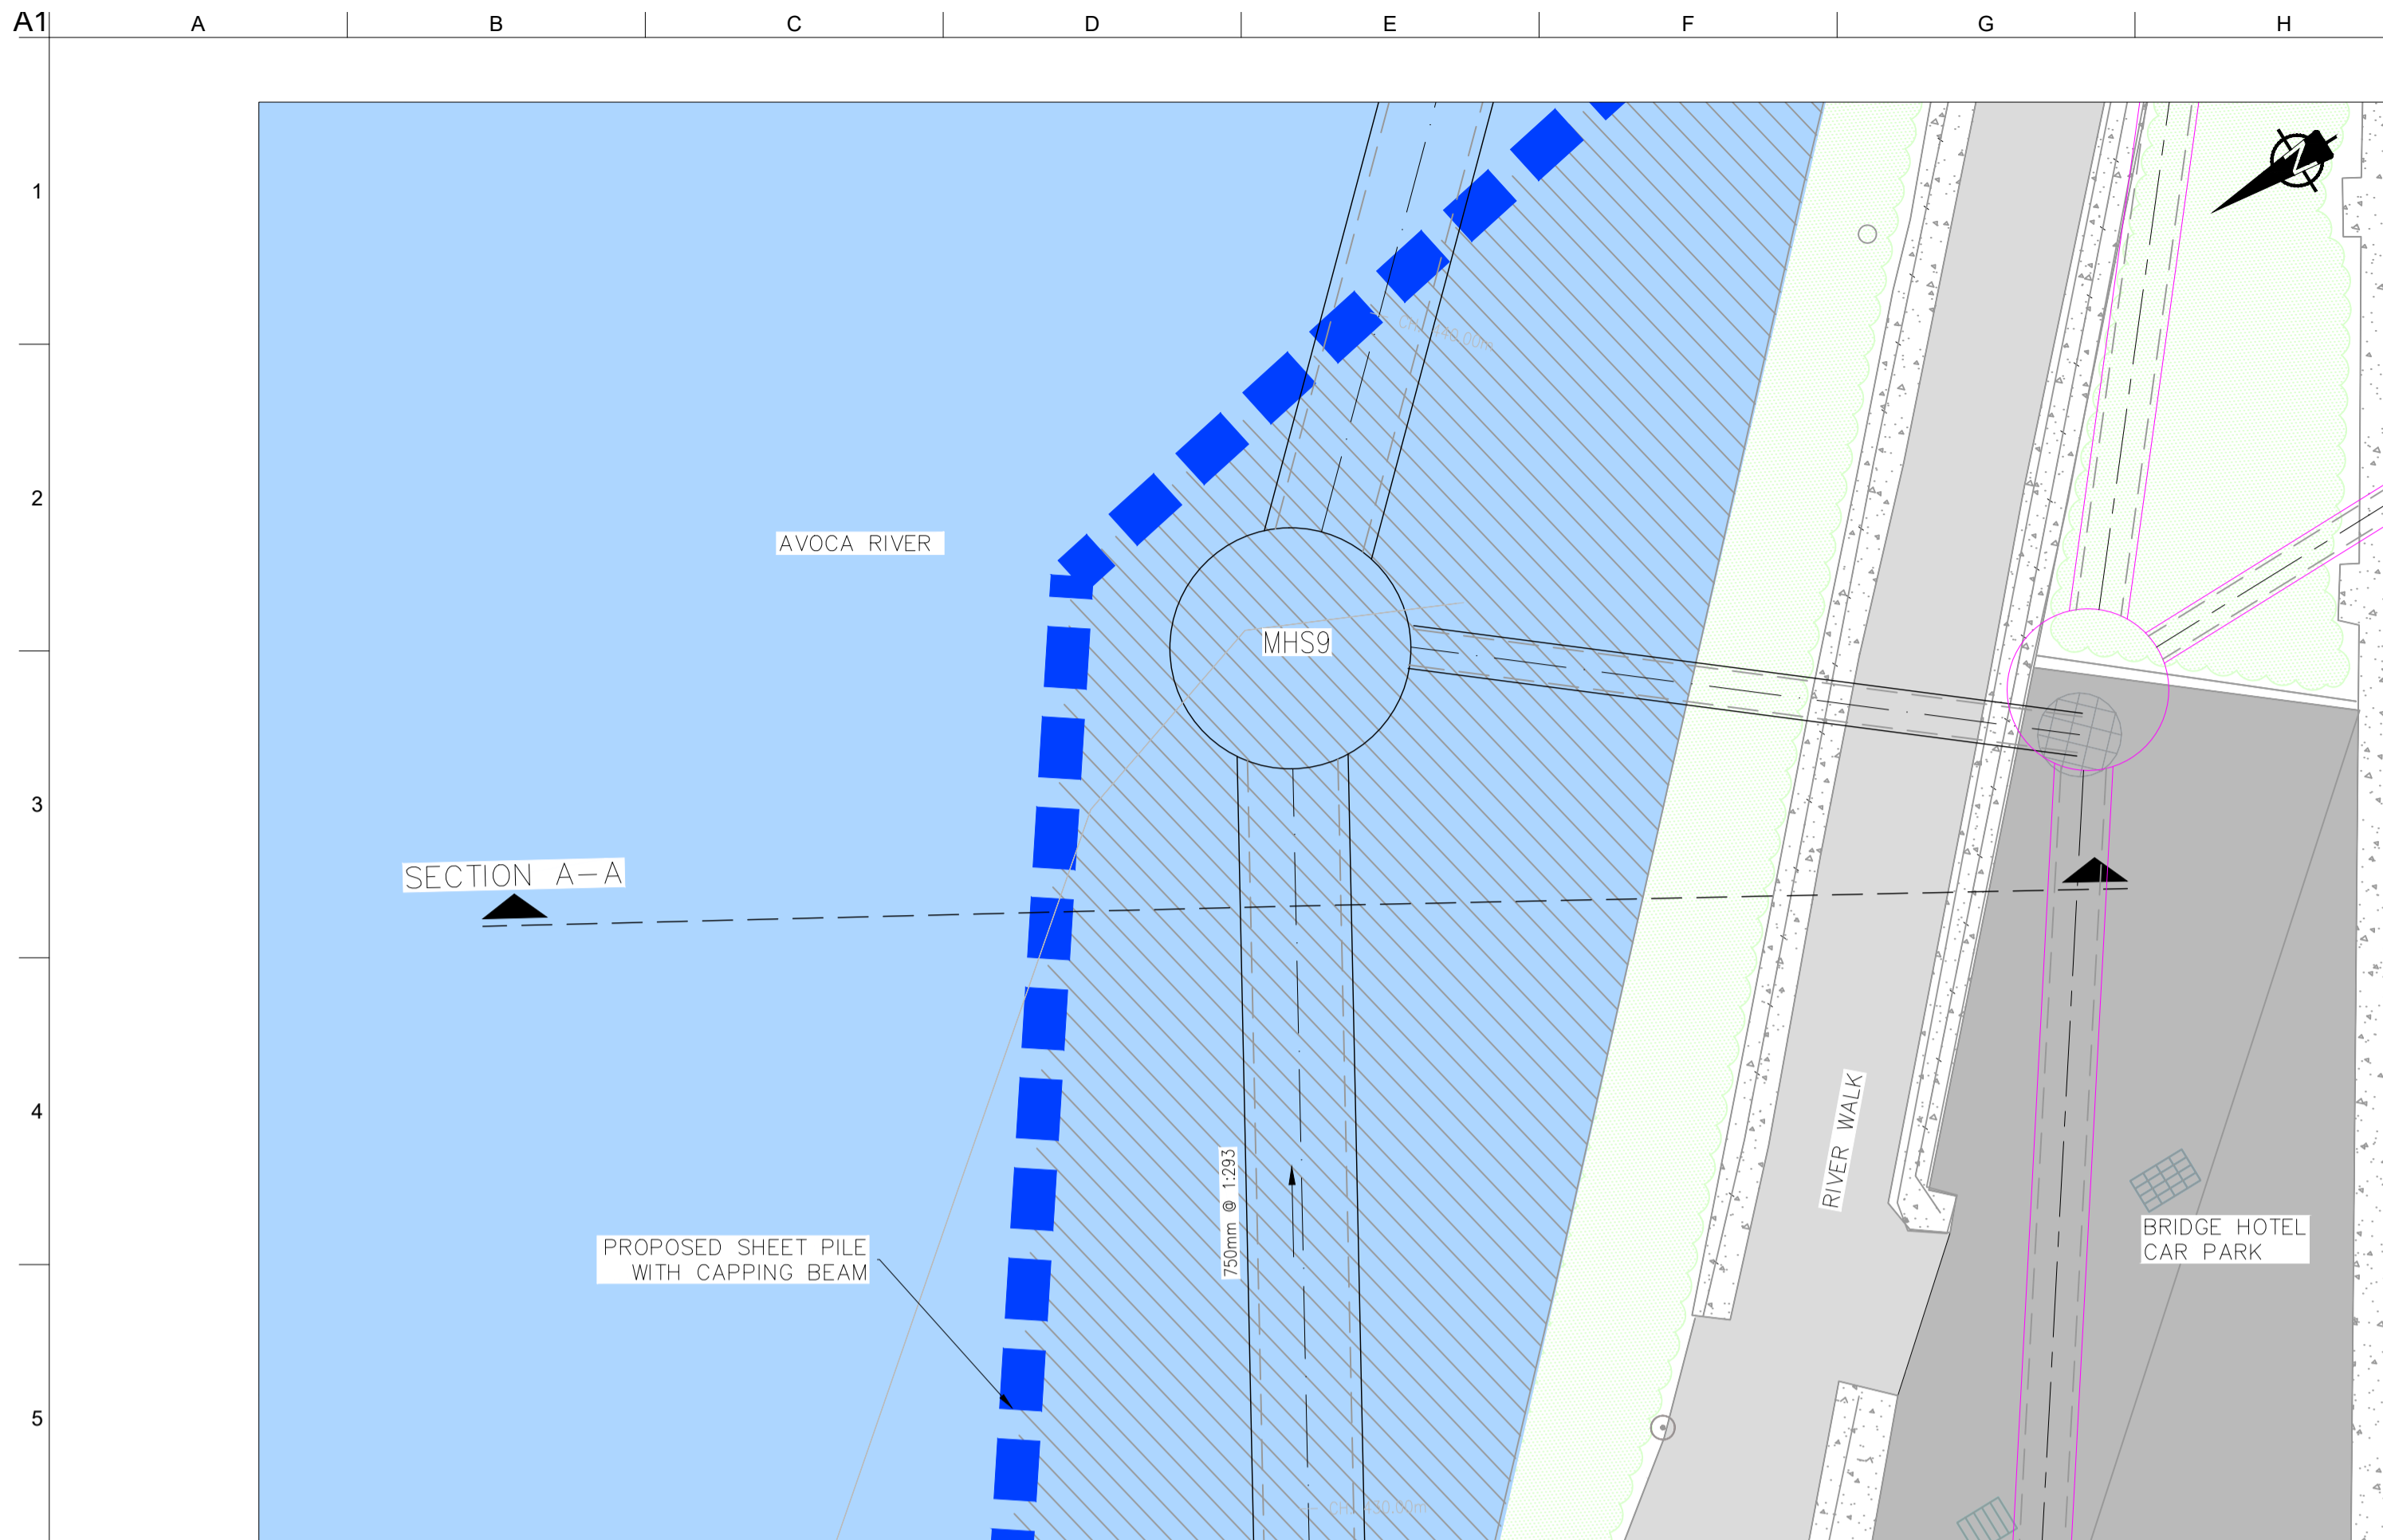 A1 A B C D E F G H
1
N
2
AVOCA RIVER
MHS9
3
SECTION A-A
4
RIVER WALK
750mm @ 1:293
BRIDGE HOTEL
CAR PARK
PROPOSED SHEET PILE
WITH CAPPING BEAM
5